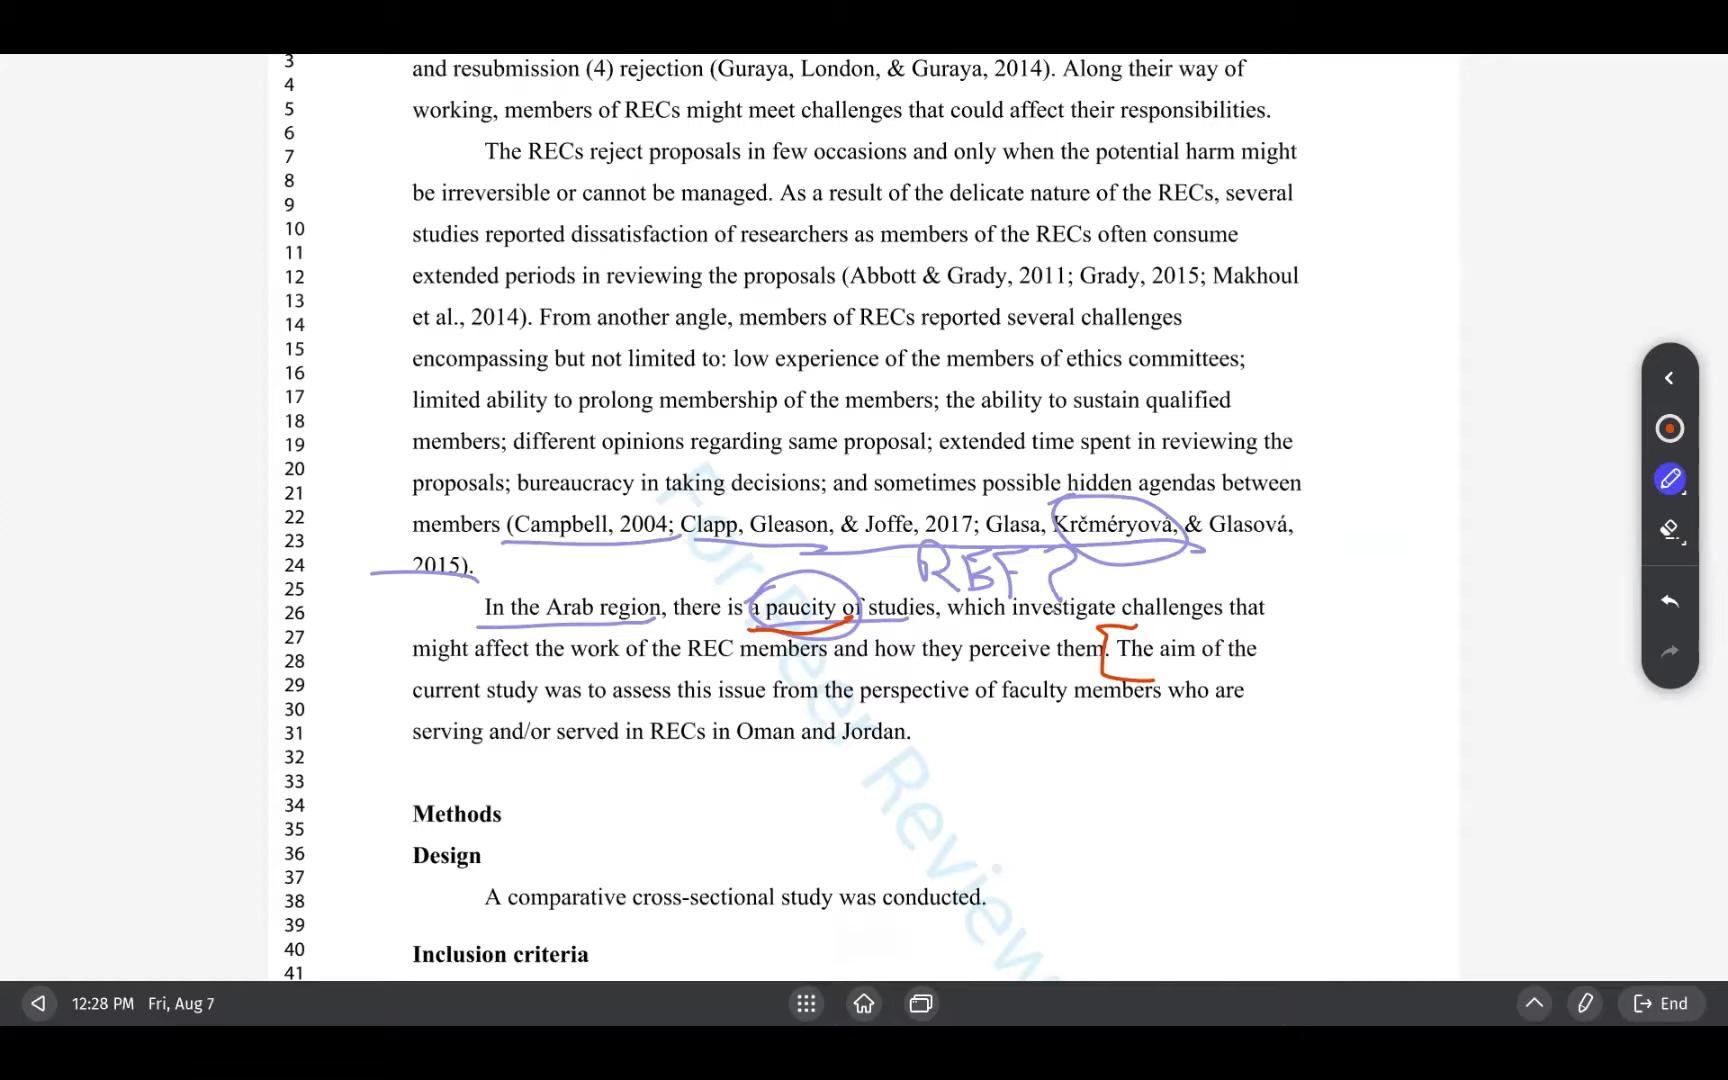 3
and resubmission (4) rejection (Guraya, London, & Guraya, 2014). Along their way of
4
5
working, members of RECs might meet challenges that could affect their responsibilities.
6
7
The RECs reject proposals in few occasions and only when the potential harm might
8
be irreversible or cannot be managed. As a result of the delicate nature of the RECs, several
9
10
studies reported dissatisfaction of researchers as members of the RECs often consume
11
12
extended periods in reviewing the proposals (Abbott & Grady, 2011; Grady, 2015; Makhoul
13
14
et al., 2014). From another angle, members of RECs reported several challenges
15
encompassing but not limited to: low experience of the members of ethics committees;
16
17
limited ability to prolong membership of the members; the ability to sustain qualified
18
19
members; different opinions regarding same proposal; extended time spent in reviewing the
20
21
proposals; bureaucracy in taking decisions; and sometimes possible hidden agendas between
22
members (Campbell, 2004; Clapp, Gleason, & Joffe, 2017; Glasa, Krčméryová, & Glasová,
23
24
2015).
REF?
25
26
In the Arab region, there is a paucity of studies, which investigate challenges that
27
28
might affect the work of the REC members and how they perceive them. The aim of the
29
current study was to assess this issue from the perspective of faculty members who are
30
31
serving and/or served in RECs in Oman and Jordan.
32
33
34
Methods
35
36
Design
37
38
A comparative cross-sectional study was conducted.
39
40
Inclusion criteria
41
For Peer Review
12:28 PM Fri, Aug 7
End